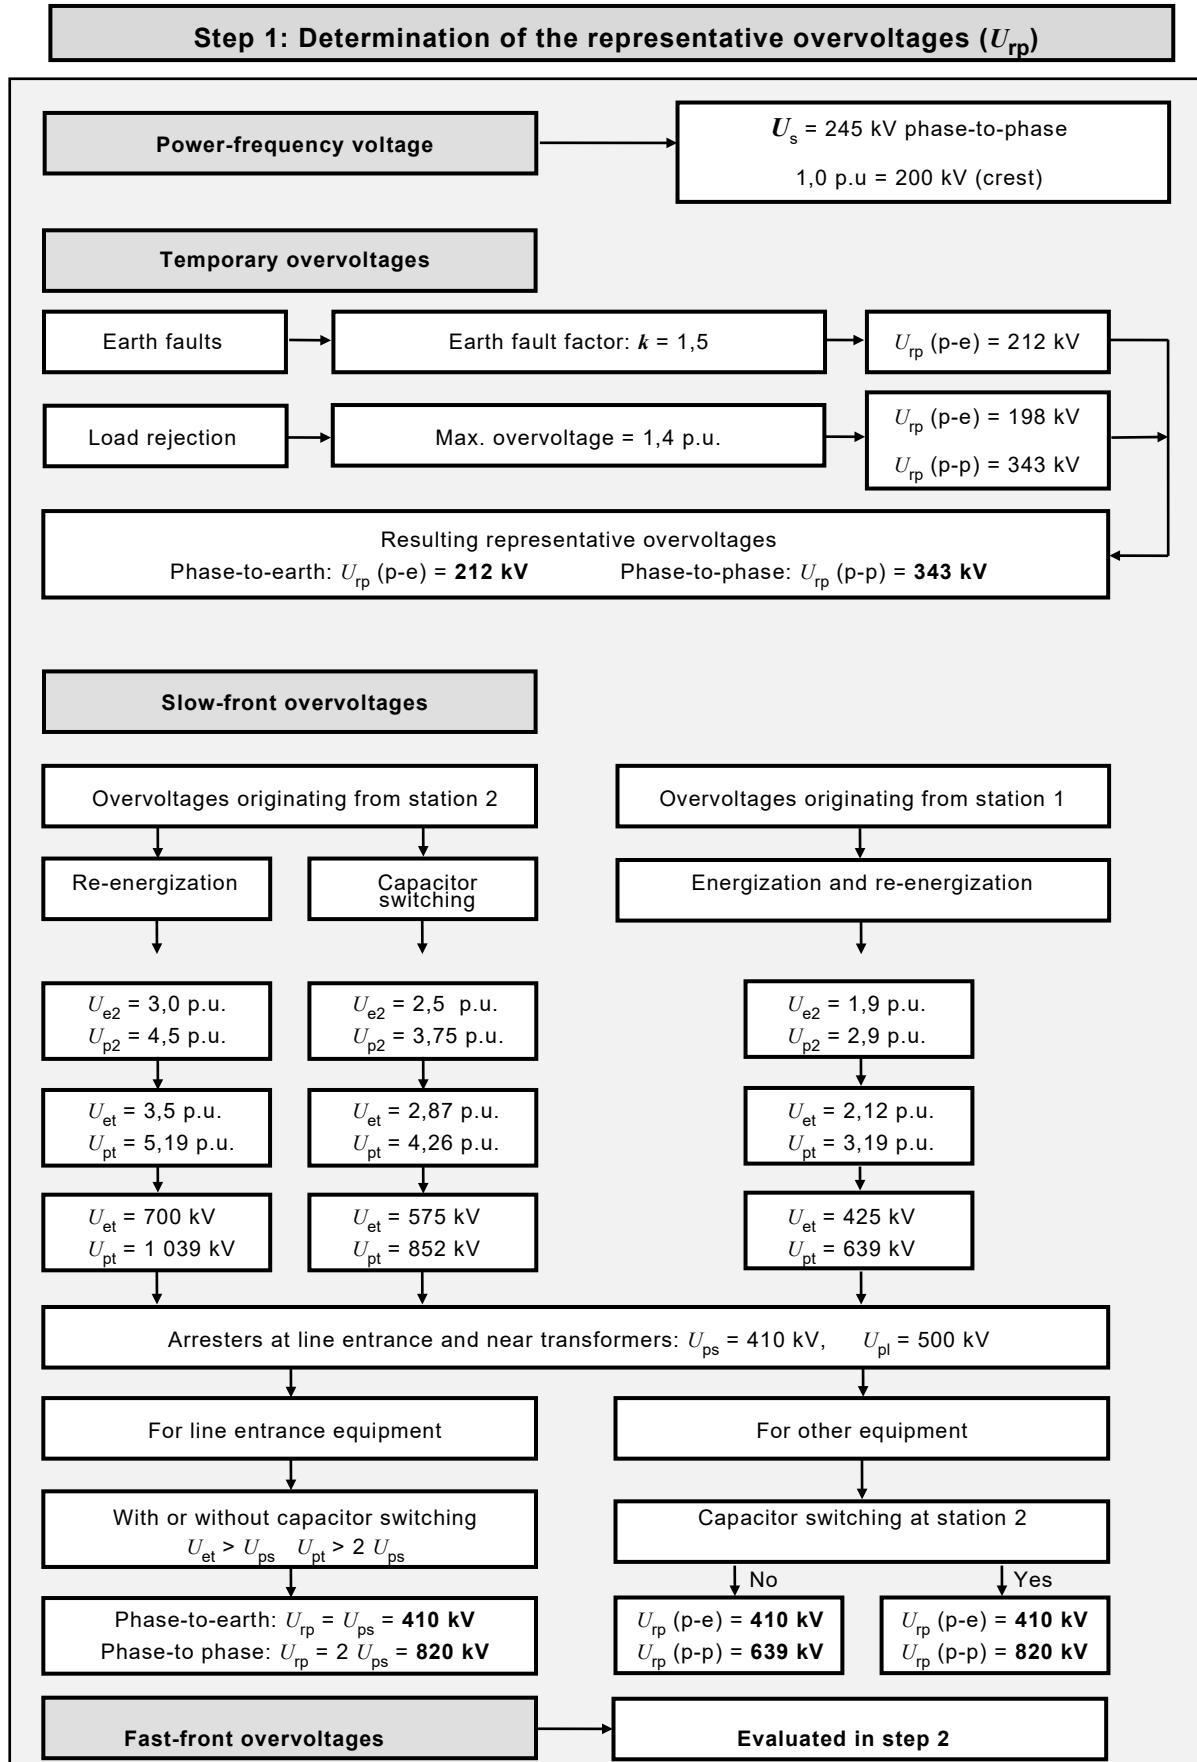 Step 1: Determination of the representative overvoltages (Urp)
Power-frequency voltage
Us = 245 kV phase-to-phase
1,0 p.u = 200 kV (crest)
Temporary overvoltages
Earth faults
Earth fault factor: k = 1,5
Urp (p-e) = 212 kV
Load rejection
Max. overvoltage = 1,4 p.u.
Urp (p-e) = 198 kV
Urp (p-p) = 343 kV
Resulting representative overvoltages
Phase-to-earth: Urp (p-e) = 212 kV Phase-to-phase: Urp (p-p) = 343 kV
Slow-front overvoltages
Overvoltages originating from station 2
Overvoltages originating from station 1
Re-energization
Capacitor
switching
Energization and re-energization
Ue2 = 3,0 p.u.
Up2 = 4,5 p.u.
Ue2 = 2,5 p.u.
Up2 = 3,75 p.u.
Ue2 = 1,9 p.u.
Up2 = 2,9 p.u.
Uet = 3,5 p.u.
Upt = 5,19 p.u.
Uet = 2,87 p.u.
Upt = 4,26 p.u.
Uet = 2,12 p.u.
Upt = 3,19 p.u.
Uet = 700 kV
Upt = 1 039 kV
Uet = 575 kV
Upt = 852 kV
Uet = 425 kV
Upt = 639 kV
Arresters at line entrance and near transformers: Ups = 410 kV, Upl = 500 kV
For line entrance equipment
For other equipment
With or without capacitor switching
Uet > Ups Upt > 2 Ups
Capacitor switching at station 2
No
Yes
Phase-to-earth: Urp = Ups = 410 kV
Phase-to phase: Urp = 2 Ups = 820 kV
Urp (p-e) = 410 kV
Urp (p-p) = 639 kV
Urp (p-e) = 410 kV
Urp (p-p) = 820 kV
Fast-front overvoltages
Evaluated in step 2